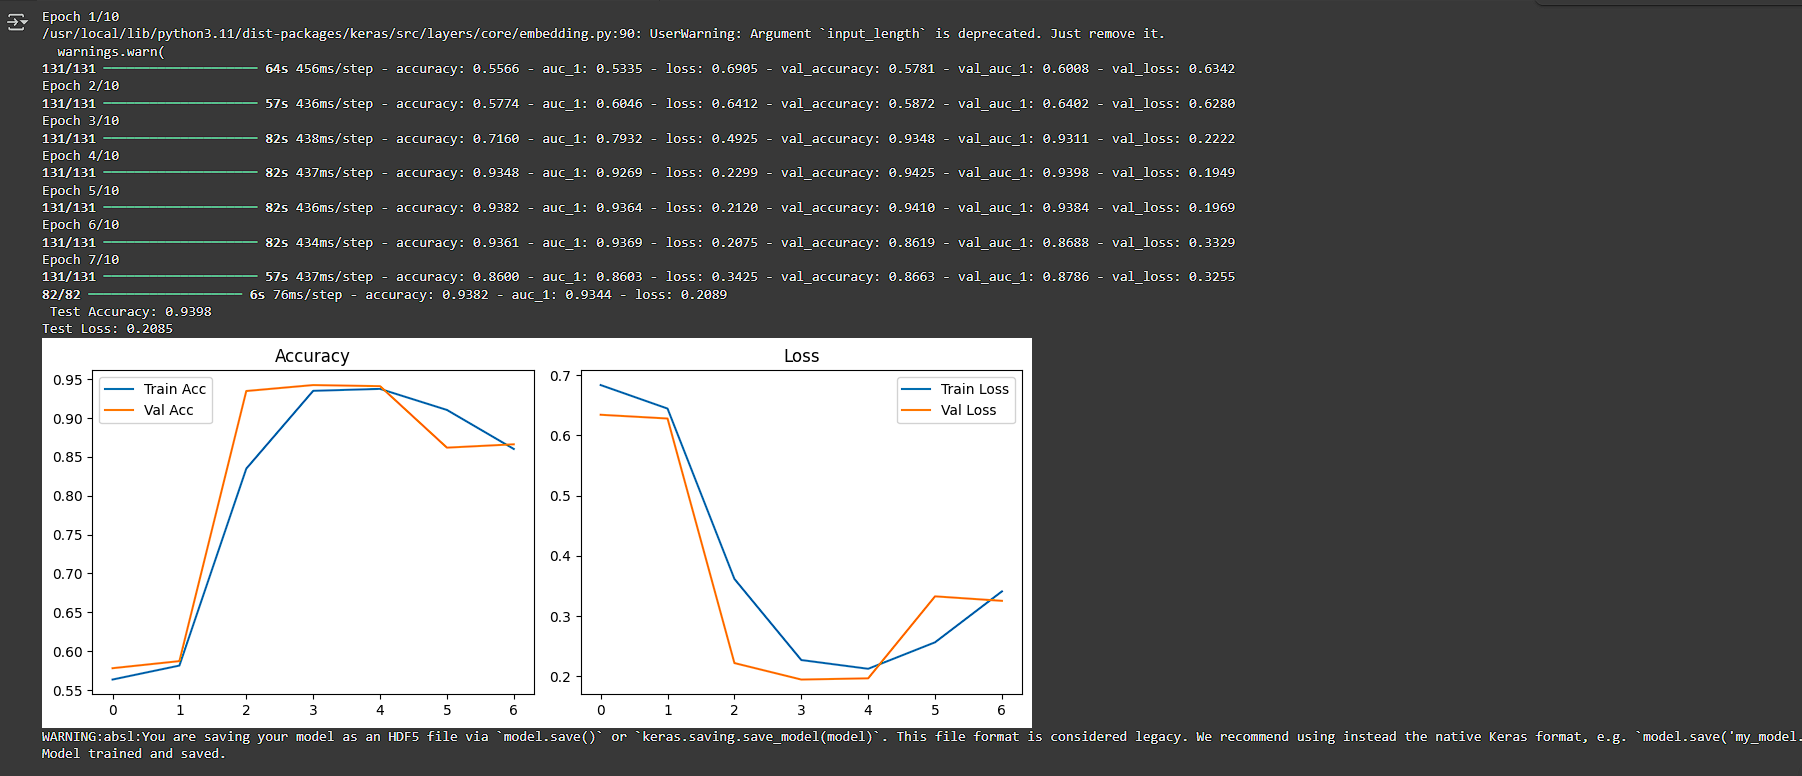 Epoch 1/10
/usr/local/lib/python3.11/dist-packages/keras/src/layers/core/embedding.py:90: UserWarning: Argument `input_length` is deprecated. Just remove it.
  warnings.warn(
131/131 ━━━━━━━━━━━━━━━━━━━━ 64s 456ms/step - accuracy: 0.5566 - auc_1: 0.5335 - loss: 0.6905 - val_accuracy: 0.5781 - val_auc_1: 0.6008 - val_loss: 0.6342
Epoch 2/10
131/131 ━━━━━━━━━━━━━━━━━━━━ 57s 436ms/step - accuracy: 0.5774 - auc_1: 0.6046 - loss: 0.6412 - val_accuracy: 0.5872 - val_auc_1: 0.6402 - val_loss: 0.6280
Epoch 3/10
131/131 ━━━━━━━━━━━━━━━━━━━━ 82s 438ms/step - accuracy: 0.7160 - auc_1: 0.7932 - loss: 0.4925 - val_accuracy: 0.9348 - val_auc_1: 0.9311 - val_loss: 0.2222
Epoch 4/10
131/131 ━━━━━━━━━━━━━━━━━━━━ 82s 437ms/step - accuracy: 0.9348 - auc_1: 0.9269 - loss: 0.2299 - val_accuracy: 0.9425 - val_auc_1: 0.9398 - val_loss: 0.1949
Epoch 5/10
131/131 ━━━━━━━━━━━━━━━━━━━━ 82s 436ms/step - accuracy: 0.9382 - auc_1: 0.9364 - loss: 0.2120 - val_accuracy: 0.9410 - val_auc_1: 0.9384 - val_loss: 0.1969
Epoch 6/10
131/131 ━━━━━━━━━━━━━━━━━━━━ 82s 434ms/step - accuracy: 0.9361 - auc_1: 0.9369 - loss: 0.2075 - val_accuracy: 0.8619 - val_auc_1: 0.8688 - val_loss: 0.3329
Epoch 7/10
131/131 ━━━━━━━━━━━━━━━━━━━━ 57s 437ms/step - accuracy: 0.8600 - auc_1: 0.8603 - loss: 0.3425 - val_accuracy: 0.8663 - val_auc_1: 0.8786 - val_loss: 0.3255
82/82 ━━━━━━━━━━━━━━━━━━━━ 6s 76ms/step - accuracy: 0.9382 - auc_1: 0.9344 - loss: 0.2089
 Test Accuracy: 0.9398
Test Loss: 0.2085
Accuracy
Train Acc
Val Acc
0.95
0.90
0.85
0.80
0.75
0.70
0.65
0.60
0.55
0 1 2 3 4 5 6
Loss
Train Loss
Val Loss
0.7
0.6
0.5
0.4
0.3
0.2
0 1 2 3 4 5 6
WARNING:absl:You are saving your model as an HDF5 file via `model.save()` or `keras.saving.save_model(model)`. This file format is considered legacy. We recommend using instead the native Keras format, e.g. `model.save('my_model.
Model trained and saved.